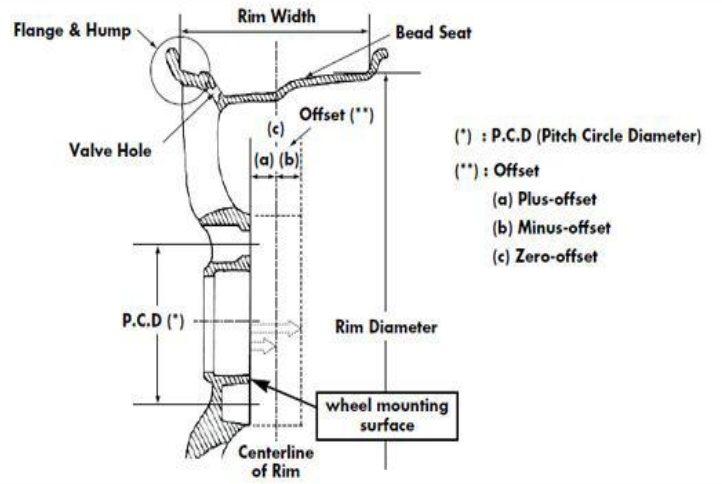 Rim Width
Flange & Hump
Bead Seat
Offset (**)
(c)
Valve Hole
(a) (b)
(*) : P.C.D (Pitch Circle Diameter)
(**) : Offset
(a) Plus-offset
(b) Minus-offset
(c) Zero-offset
P.C.D (*)
Rim Diameter
wheel mounting
surface
Centerline
of Rim